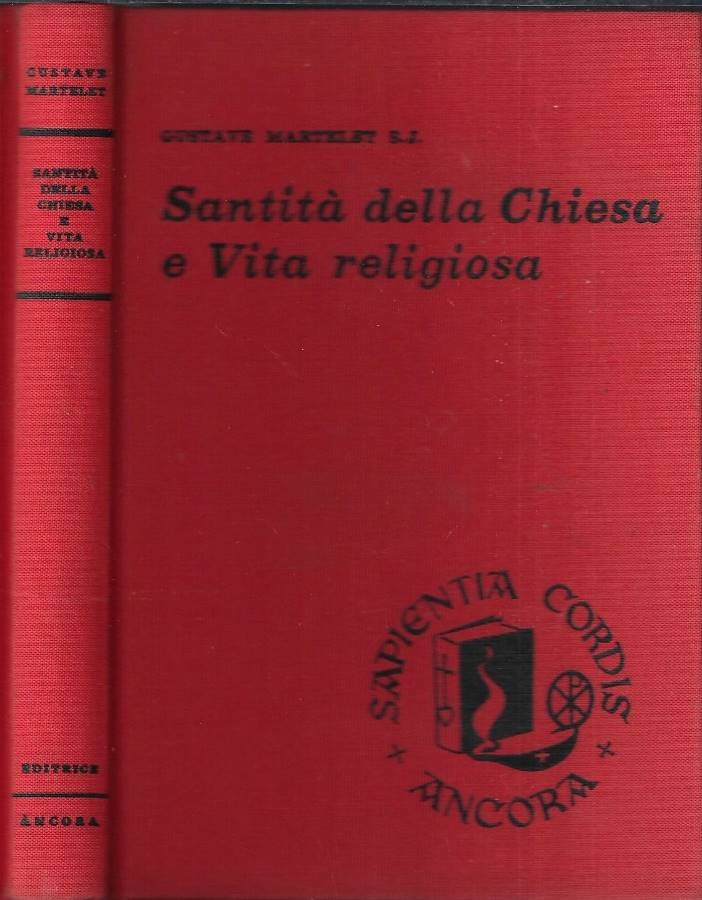 GUSTAVE
MARTELET
SANTITÀ
DELLA
CHIESA
E
VITA
RELIGIOSA
EDITRICE
ÀNCORA
GUSTAVE MARTELET S.J.
Santità della Chiesa
e Vita religiosa
SAPIENTIA CORDIS
ANCORA